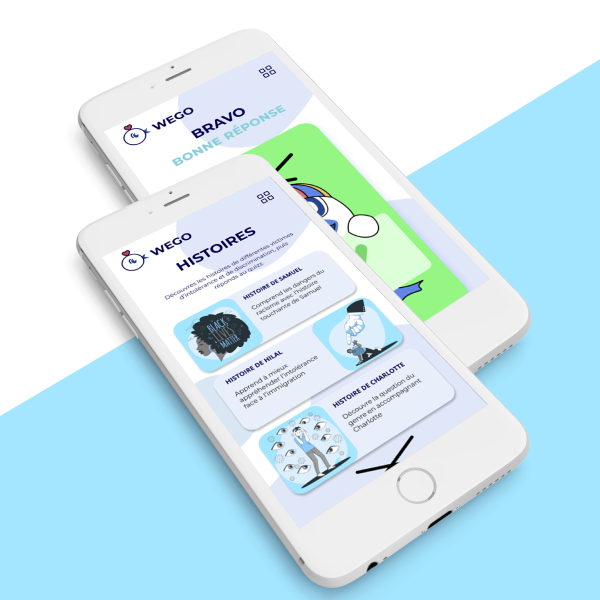 WEGO
BRAVO
BONNE RÉPONSE
WEGO
HISTOIRES
Découvres les histoires de différentes victimes
d'intolérance et de discrimination, puis
réponds au quizz.
HISTOIRE DE SAMUEL
Comprend les dangers du
racisme avec l'histoire
touchante de Samuel
BLACK
LIVES
MATTER
HISTOIRE DE HILAL
Apprend à mieux
appréhender l'intolérance
face à l'immigration
HISTOIRE DE CHARLOTTE
Découvre la question du
genre en accompagnant
Charlotte